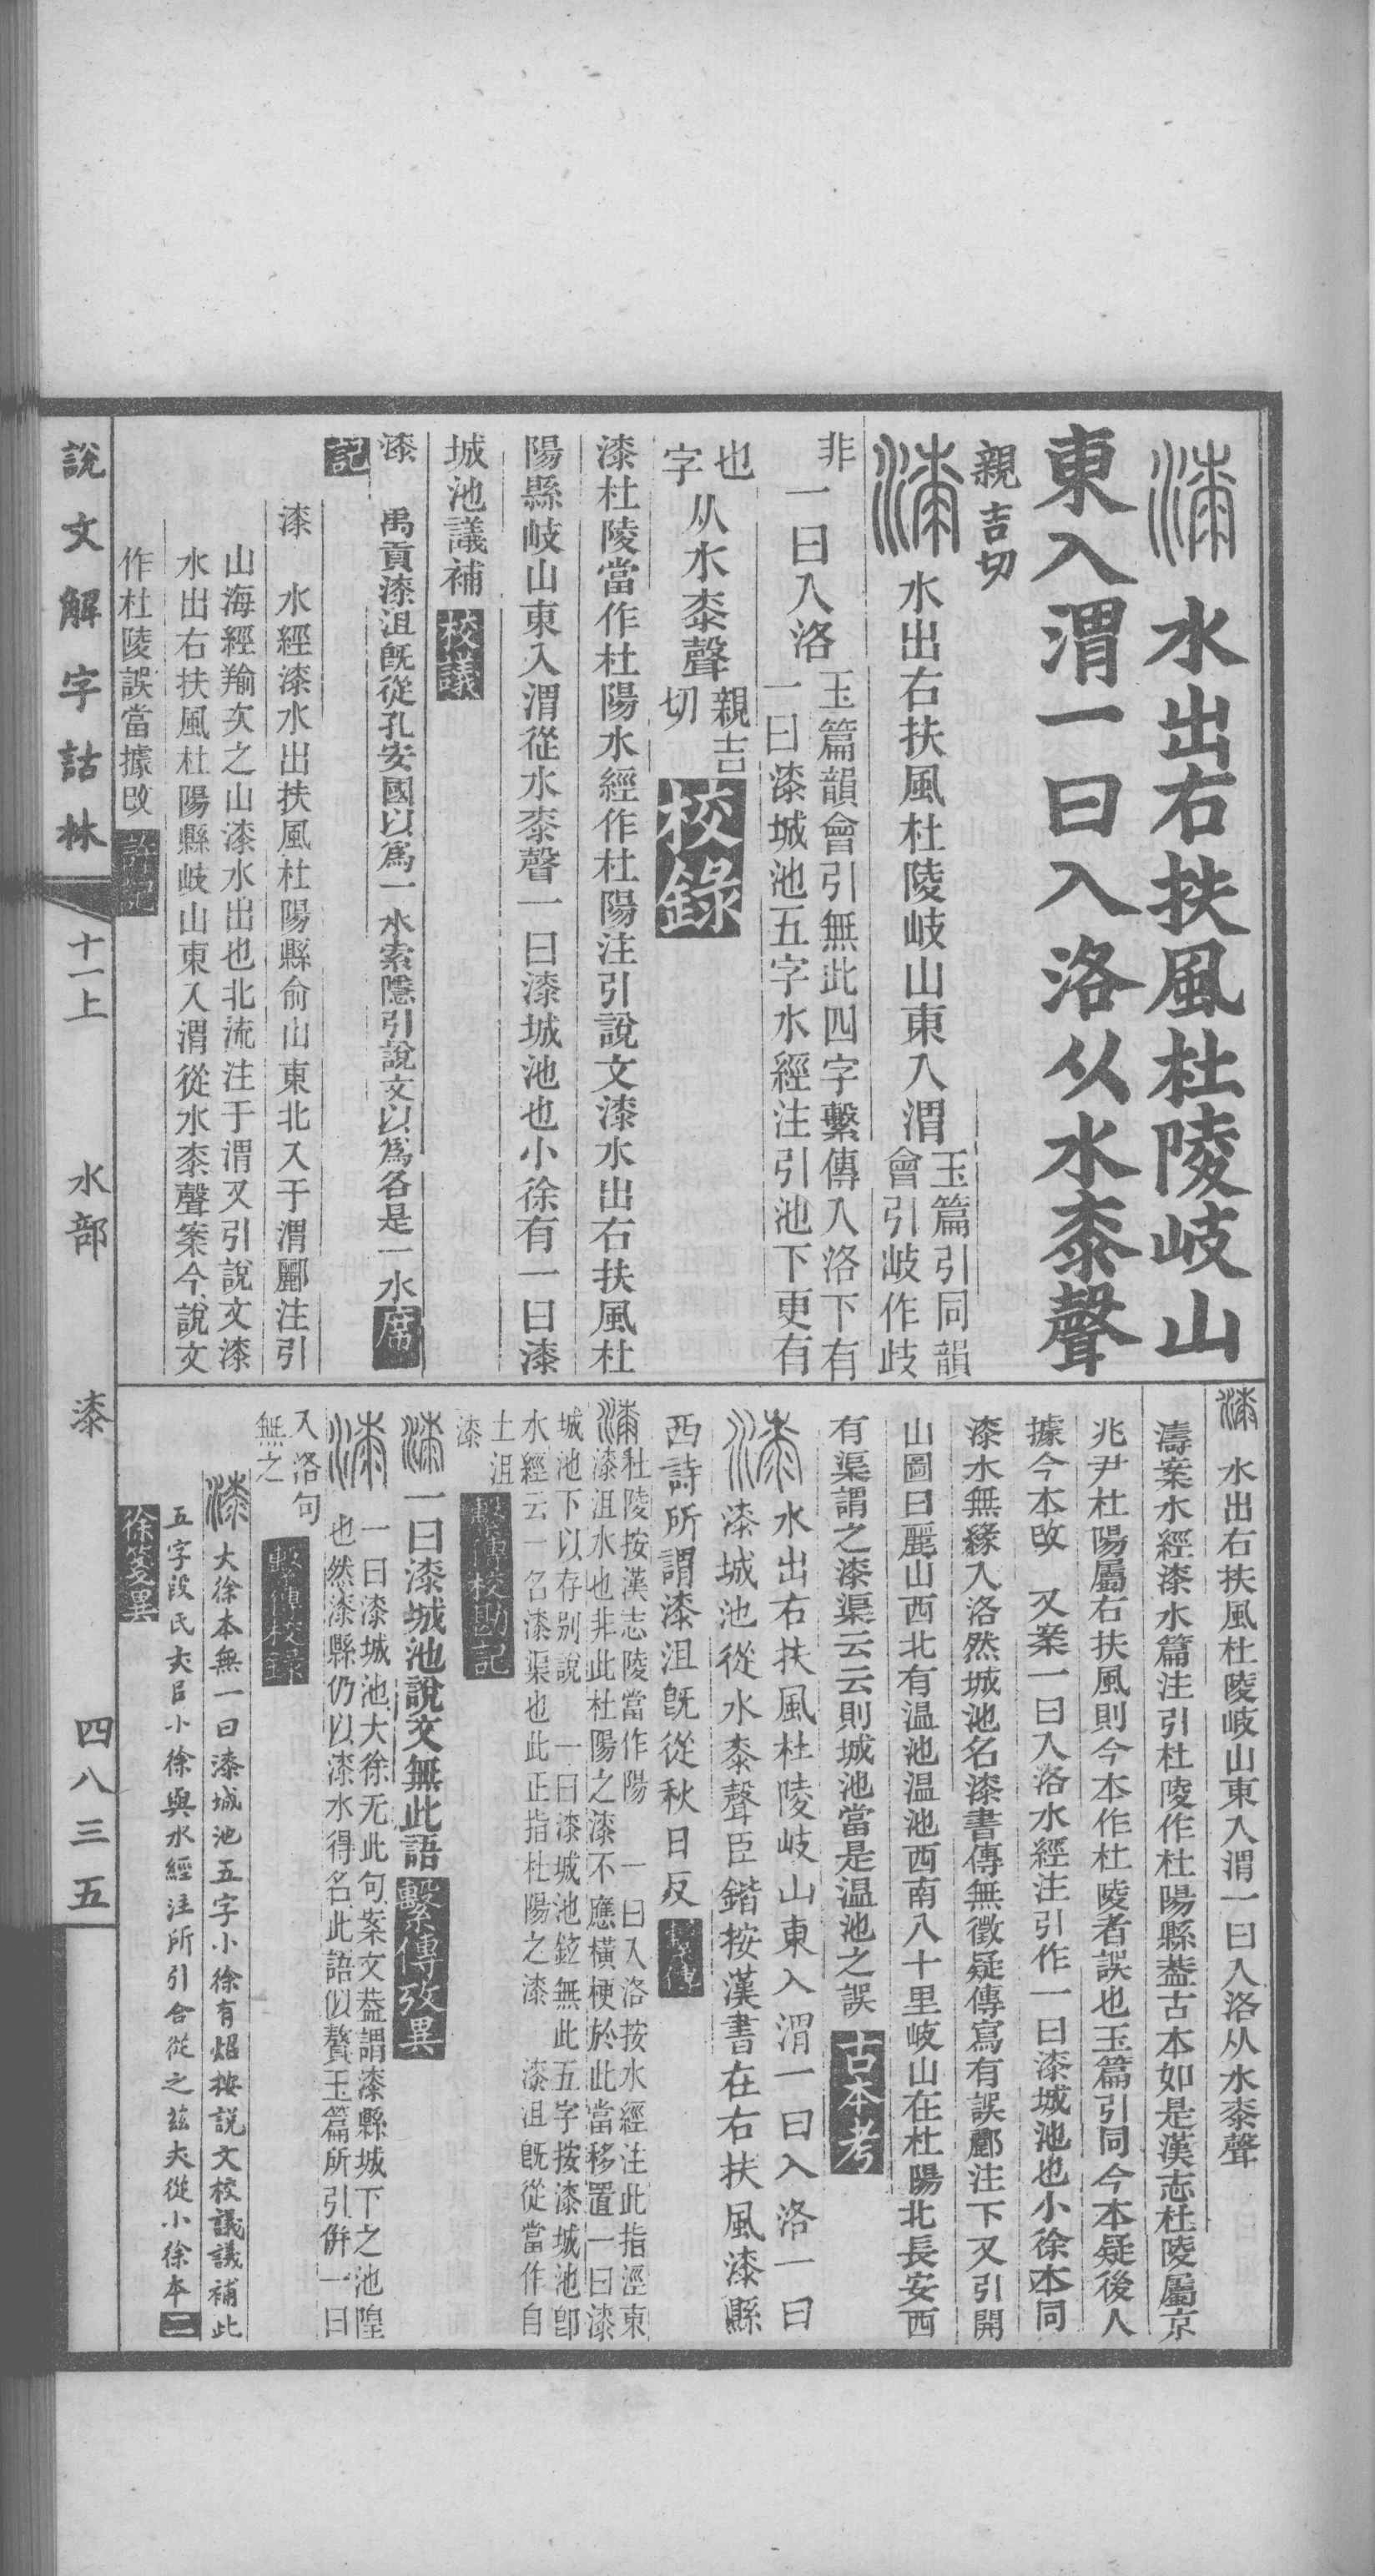 漆 水出右扶風杜陵岐山
東入渭一曰入洛从水桼聲
親吉切
漆 水出右扶風杜陵岐山東入渭 玉篇引同韻
會引岐作歧
非 一曰入洛 玉篇韻會引無此四字繫傳入洛下有
一曰漆城池五字水經注引池下更有
也
字 从水桼聲 親吉
切 校錄
漆杜陵當作杜陽水經作杜陽注引說文漆水出右扶風杜
陽縣岐山東入渭從水桼聲一曰漆城池也小徐有一曰漆
城池議補 校議
漆 禹貢漆沮旣從孔安國以爲一水索隱引說文以爲各是一水 席
記
漆 水經漆水出扶風杜陽縣俞山東北入于渭酈注引
山海經羭次之山漆水出也北流注于渭又引說文漆
水出右扶風杜陽縣岐山東入渭從水桼聲案今說文
作杜陵誤當據改 訂記
漆 水出右扶風杜陵岐山東入渭一曰入洛从水桼聲
濤案水經漆水篇注引杜陵作杜陽縣葢古本如是漢志杜陵屬京
兆尹杜陽屬右扶風則今本作杜陵者誤也玉篇引同今本疑後人
據今本改 又案一曰入洛水經注引作一曰漆城池也小徐本同
漆水無緣入洛然城池名漆書傳無徵疑傳寫有誤酈注下又引開
山圖曰麗山西北有温池温池西南八十里岐山在杜陽北長安西
有渠謂之漆渠云云則城池當是温池之誤 古本考
漆 水出右扶風杜陵岐山東入渭一曰入洛一曰
漆城池從水桼聲臣鍇按漢書在右扶風漆縣
西詩所謂漆沮旣從秋日反 繫傳
漆 杜陵按漢志陵當作陽 一曰入洛按水經注此指涇東
漆沮水也非此杜陽之漆不應橫梗於此當移置一曰漆
城池下以存别說 一曰漆城池鉉無此五字按漆城池卽
水經云一名漆渠也此正指杜陽之漆 漆沮旣從當作自
土沮
漆 繫傳校勘記
漆 一曰漆城池說文無此語 繫傳攷異
漆 一曰漆城池大徐无此句案文葢謂漆縣城下之池隍
也然漆縣仍以漆水得名此語似贅玉篇所引倂一曰
入洛句
無之 繫傳校錄
漆 大徐本無一曰漆城池五字小徐有炤按說文校議議補此
五字段氏夫㠯小徐與水經注所引合從之茲夫從小徐本 二
徐箋異
說文解字詁林 十一上 水部 漆 四八三五